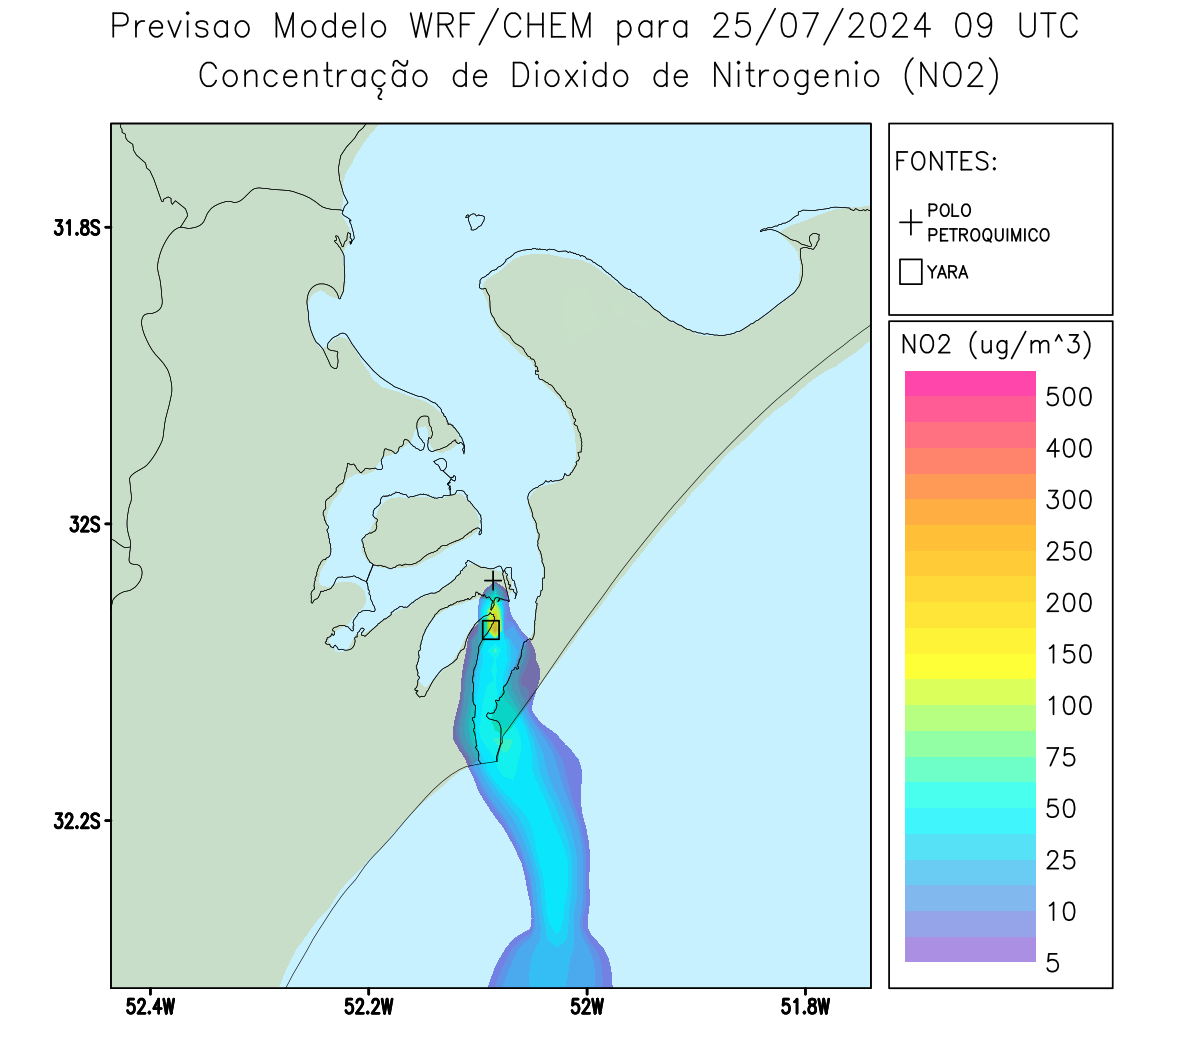 Previsao Modelo WRF/CHEM para 25/07/2024 09 UTC
Concentração de Dioxido de Nitrogenio (NO2)
FONTES:
POLO
PETROQUIMICO
YARA
31.8S
32S
32.2S
52.4W
52.2W
52W
51.8W
NO2 (ug/m^3)
500
400
300
250
200
150
100
75
50
25
10
5